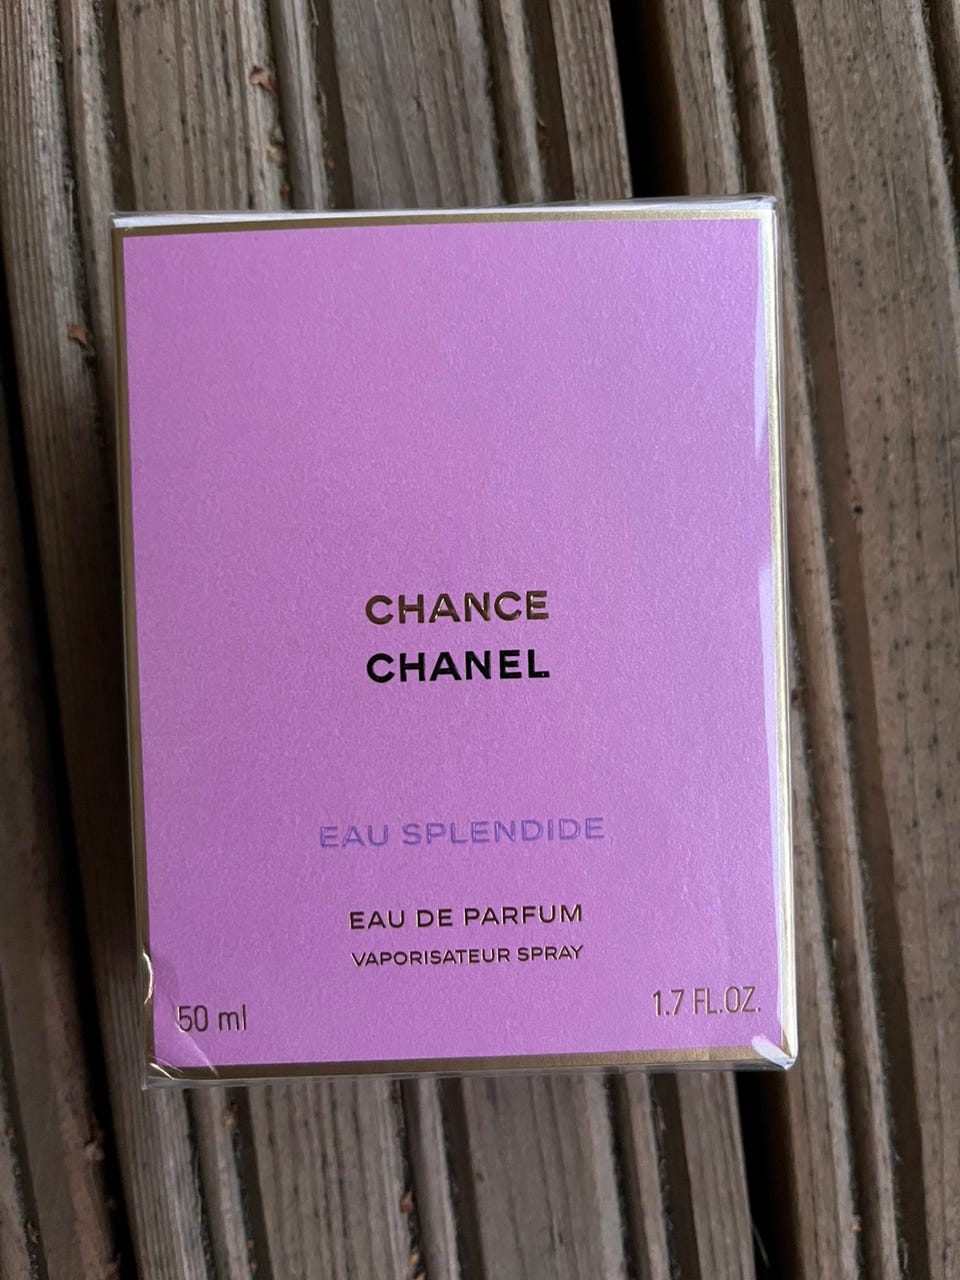 CHANCE
CHANEL
EAU SPLENDIDE
EAU DE PARFUM
VAPORISATEUR SPRAY
50 ml 1.7 FL.OZ.